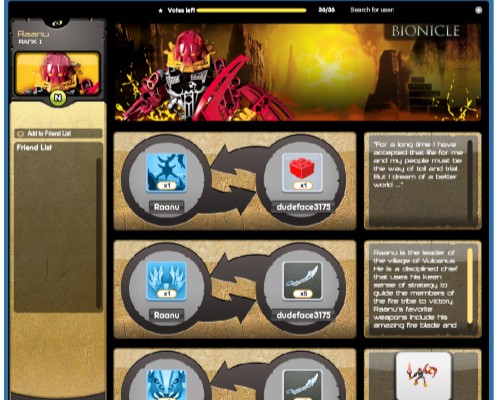 Votes left
36/36
Search for user:
Raanu
RANK 1
BIONICLE
N
Add to Friend List
Friend List
x1
Raanu
x1
dudeface3175
"For a long time I have
accepted that life for me
and my people must be
the way of toil and trial.
But I dream of a better
world ..."
x1
Raanu
x5
dudeface3175
Raanu is the leader of
the village of Vulcanus.
He is a disciplined chief
that uses his keen
sense of strategy to
guide the members of
the fire tribe to victory.
Raanu's favorite
weapons include his
amazing fire blade and